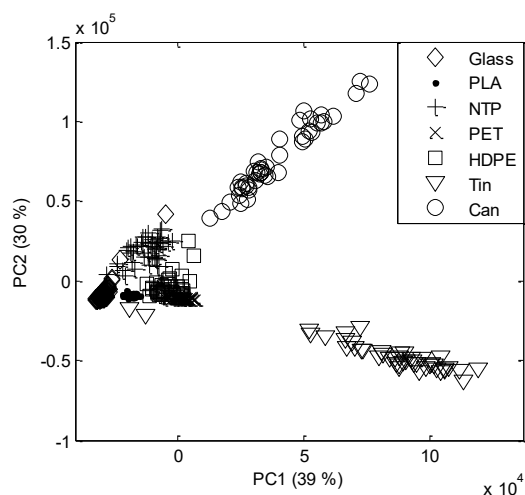 x 10^5
1.5
1
0.5
0
-0.5
-1
PC2 (30 %)
0
5
10
x 10^4
PC1 (39 %)
Glass
PLA
NTP
PET
HDPE
Tin
Can